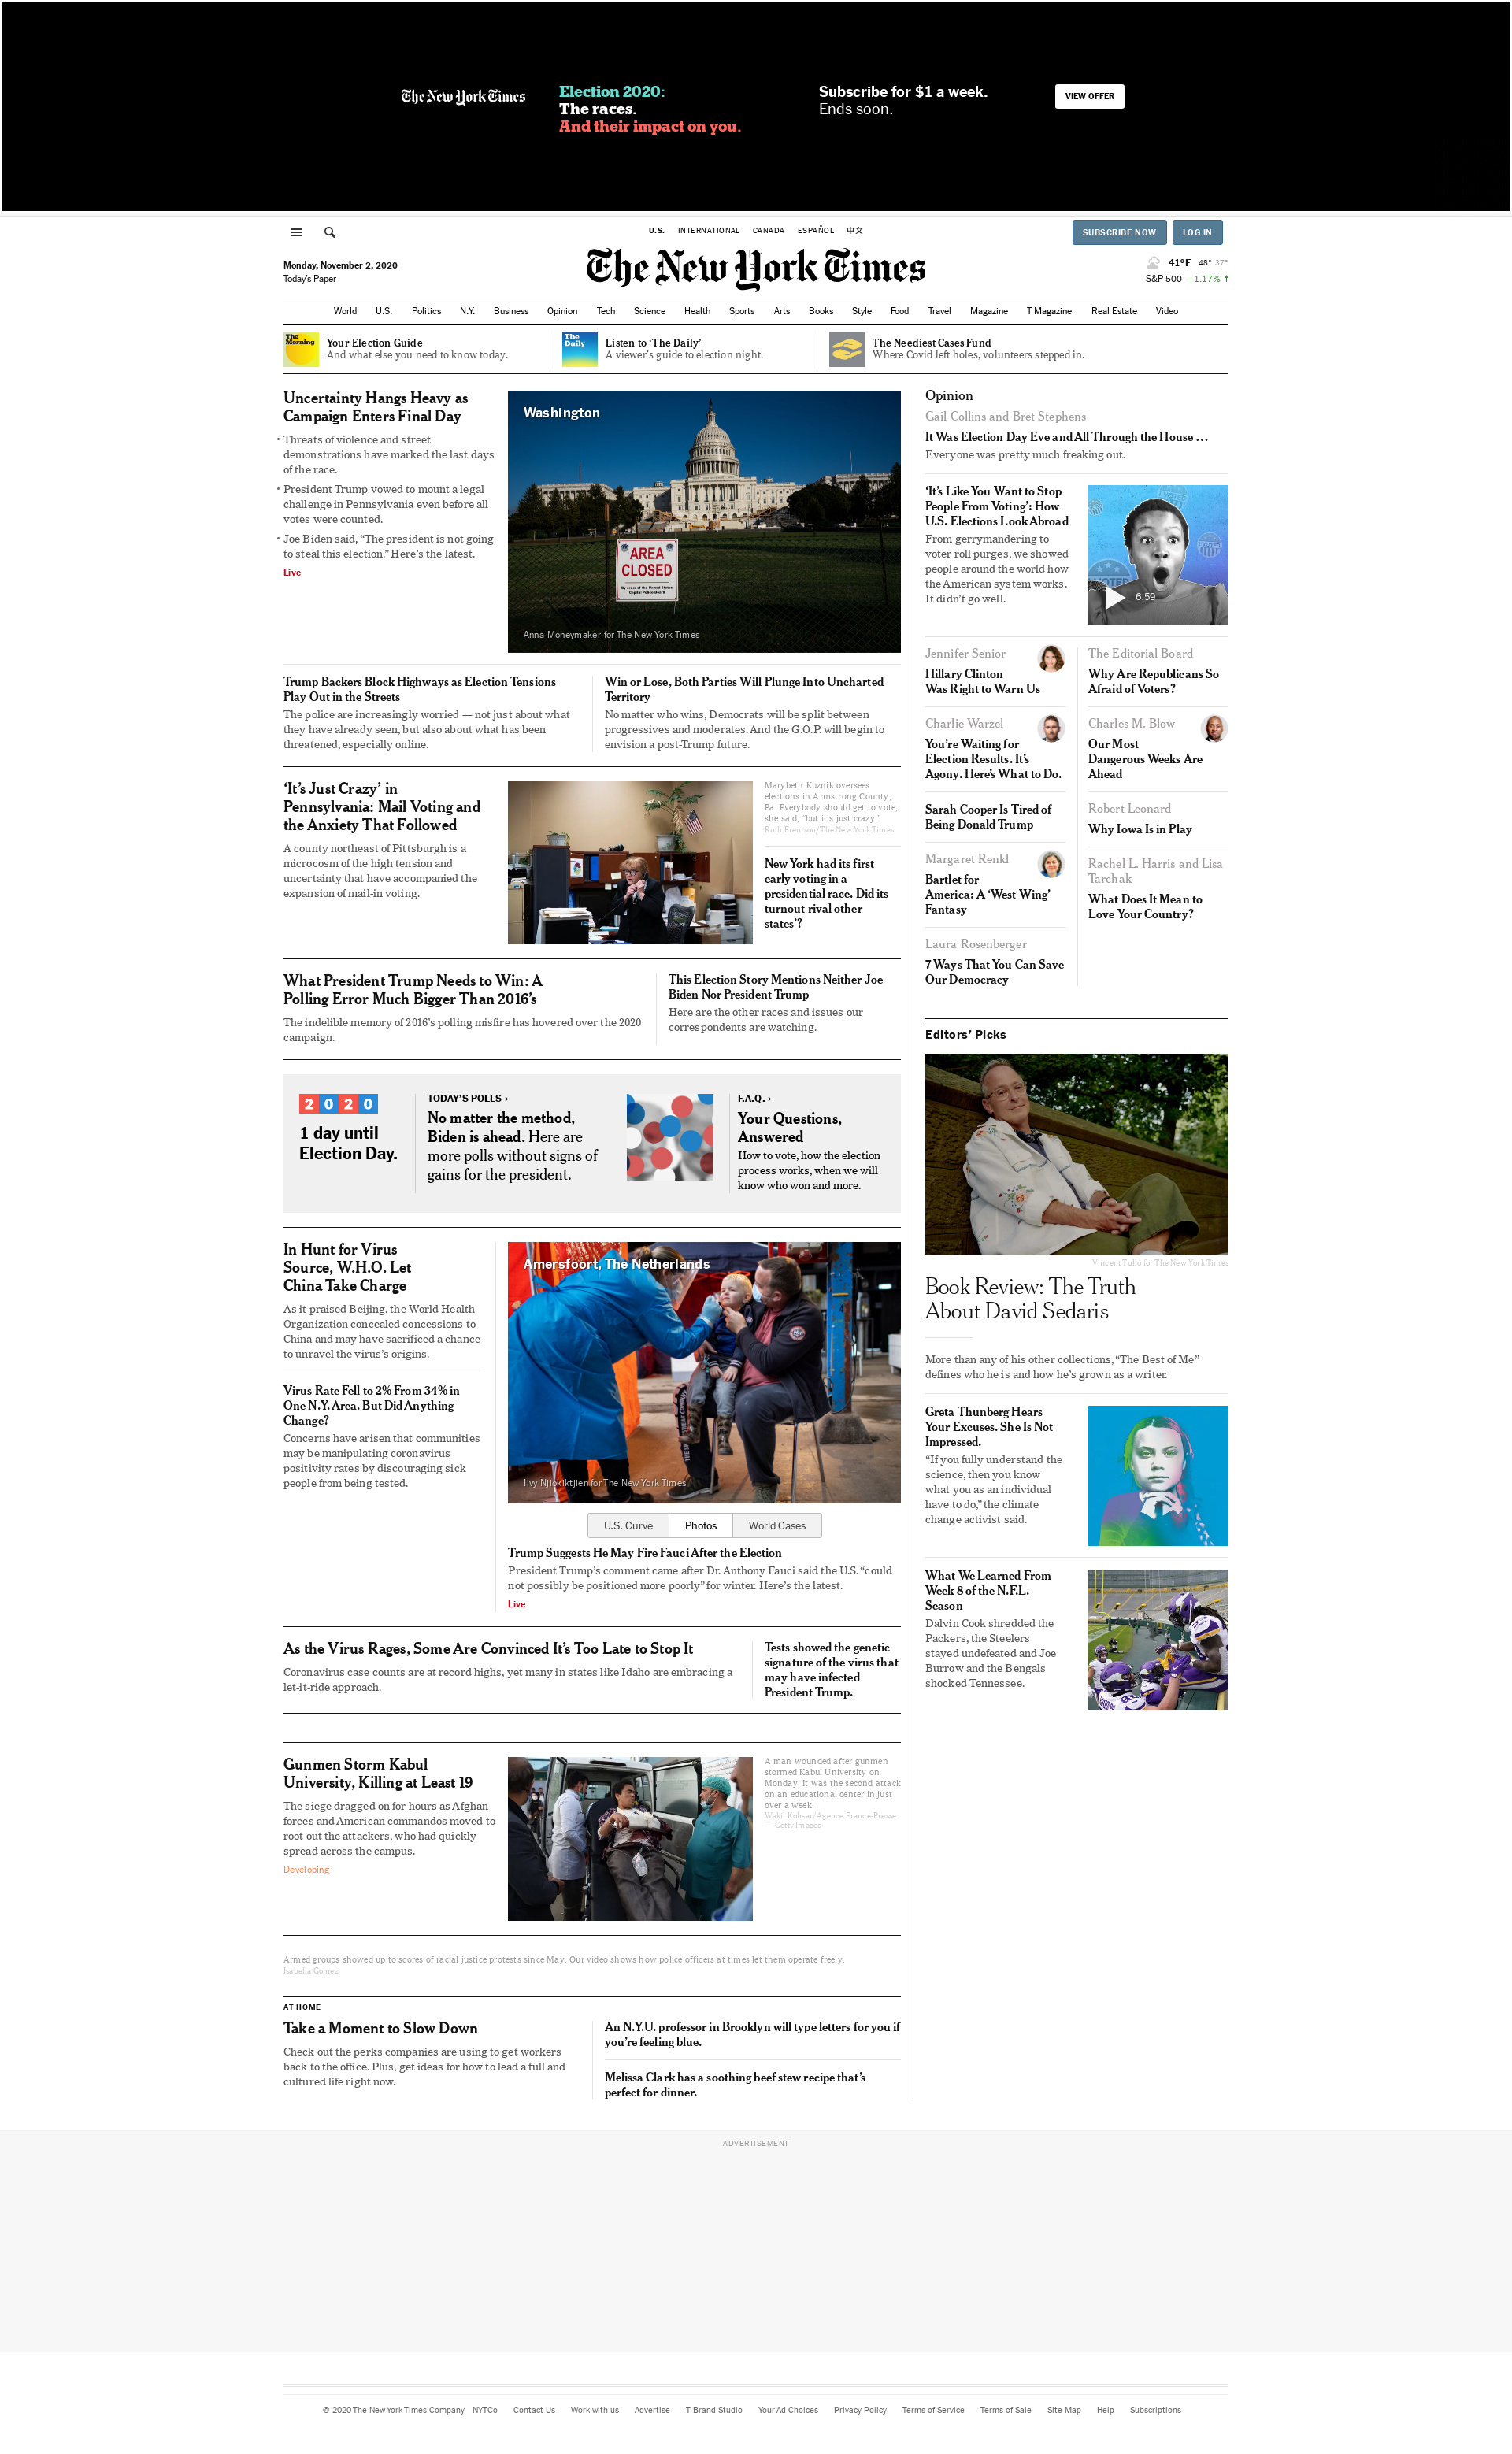 The New York Times
Election 2020:
The races.
And their impact on you.
Subscribe for $1 a week.
Ends soon.
VIEW OFFER
U.S. INTERNATIONAL CANADA ESPAÑOL 中文
SUBSCRIBE NOW LOG IN
Monday, November 2, 2020
Today's Paper
The New York Times
41°F 48° 37°
S&P 500 +1.17% ↑
World U.S. Politics N.Y. Business Opinion Tech Science Health Sports Arts Books Style Food Travel Magazine T Magazine Real Estate Video
The
Morning
Your Election Guide
And what else you need to know today.
The
Daily
Listen to ‘The Daily’
A viewer’s guide to election night.
The Neediest Cases Fund
Where Covid left holes, volunteers stepped in.
Uncertainty Hangs Heavy as
Campaign Enters Final Day
• Threats of violence and street
demonstrations have marked the last days
of the race.
• President Trump vowed to mount a legal
challenge in Pennsylvania even before all
votes were counted.
• Joe Biden said, “The president is not going
to steal this election.” Here’s the latest.
Live
Washington
AREA
CLOSED
Anna Moneymaker for The New York Times
Trump Backers Block Highways as Election Tensions
Play Out in the Streets
The police are increasingly worried — not just about what
they have already seen, but also about what has been
threatened, especially online.
Win or Lose, Both Parties Will Plunge Into Uncharted
Territory
No matter who wins, Democrats will be split between
progressives and moderates. And the G.O.P. will begin to
envision a post-Trump future.
‘It’s Just Crazy’ in
Pennsylvania: Mail Voting and
the Anxiety That Followed
A county northeast of Pittsburgh is a
microcosm of the high tension and
uncertainty that have accompanied the
expansion of mail-in voting.
Marybeth Kuznik oversees
elections in Armstrong County,
Pa. Everybody should get to vote,
she said, “but it’s just crazy.”
Ruth Fremson/The New York Times
New York had its first
early voting in a
presidential race. Did its
turnout rival other
states’?
What President Trump Needs to Win: A
Polling Error Much Bigger Than 2016’s
The indelible memory of 2016’s polling misfire has hovered over the 2020
campaign.
This Election Story Mentions Neither Joe
Biden Nor President Trump
Here are the other races and issues our
correspondents are watching.
2020
1 day until
Election Day.
TODAY’S POLLS ›
No matter the method,
Biden is ahead. Here are
more polls without signs of
gains for the president.
F.A.Q. ›
Your Questions,
Answered
How to vote, how the election
process works, when we will
know who won and more.
In Hunt for Virus
Source, W.H.O. Let
China Take Charge
As it praised Beijing, the World Health
Organization concealed concessions to
China and may have sacrificed a chance
to unravel the virus’s origins.
Virus Rate Fell to 2% From 34% in
One N.Y. Area. But Did Anything
Change?
Concerns have arisen that communities
may be manipulating coronavirus
positivity rates by discouraging sick
people from being tested.
Amersfoort, The Netherlands
Ilvy Njiokiktjien for The New York Times
U.S. Curve Photos World Cases
Trump Suggests He May Fire Fauci After the Election
President Trump’s comment came after Dr. Anthony Fauci said the U.S. “could
not possibly be positioned more poorly” for winter. Here’s the latest.
Live
As the Virus Rages, Some Are Convinced It’s Too Late to Stop It
Coronavirus case counts are at record highs, yet many in states like Idaho are embracing a
let-it-ride approach.
Tests showed the genetic
signature of the virus that
may have infected
President Trump.
Gunmen Storm Kabul
University, Killing at Least 19
The siege dragged on for hours as Afghan
forces and American commandos moved to
root out the attackers, who had quickly
spread across the campus.
Developing
A man wounded after gunmen
stormed Kabul University on
Monday. It was the second attack
on an educational center in just
over a week.
Wakil Kohsar/Agence France-Presse
— Getty Images
Armed groups showed up to scores of racial justice protests since May. Our video shows how police officers at times let them operate freely.
Isabella Gomez
AT HOME
Take a Moment to Slow Down
Check out the perks companies are using to get workers
back to the office. Plus, get ideas for how to lead a full and
cultured life right now.
An N.Y.U. professor in Brooklyn will type letters for you if
you’re feeling blue.
Melissa Clark has a soothing beef stew recipe that’s
perfect for dinner.
Opinion
Gail Collins and Bret Stephens
It Was Election Day Eve and All Through the House …
Everyone was pretty much freaking out.
‘It’s Like You Want to Stop
People From Voting’: How
U.S. Elections Look Abroad
From gerrymandering to
voter roll purges, we showed
people around the world how
the American system works.
It didn’t go well.
6:59
Jennifer Senior
Hillary Clinton
Was Right to Warn Us
Charlie Warzel
You’re Waiting for
Election Results. It’s
Agony. Here’s What to Do.
Sarah Cooper Is Tired of
Being Donald Trump
Margaret Renkl
Bartlet for
America: A ‘West Wing’
Fantasy
Laura Rosenberger
7 Ways That You Can Save
Our Democracy
The Editorial Board
Why Are Republicans So
Afraid of Voters?
Charles M. Blow
Our Most
Dangerous Weeks Are
Ahead
Robert Leonard
Why Iowa Is in Play
Rachel L. Harris and Lisa
Tarchak
What Does It Mean to
Love Your Country?
Editors’ Picks
Vincent Tullo for The New York Times
Book Review: The Truth
About David Sedaris
More than any of his other collections, “The Best of Me”
defines who he is and how he’s grown as a writer.
Greta Thunberg Hears
Your Excuses. She Is Not
Impressed.
“If you fully understand the
science, then you know
what you as an individual
have to do,” the climate
change activist said.
What We Learned From
Week 8 of the N.F.L.
Season
Dalvin Cook shredded the
Packers, the Steelers
stayed undefeated and Joe
Burrow and the Bengals
shocked Tennessee.
ADVERTISEMENT
© 2020 The New York Times Company NYTCo Contact Us Work with us Advertise T Brand Studio Your Ad Choices Privacy Policy Terms of Service Terms of Sale Site Map Help Subscriptions